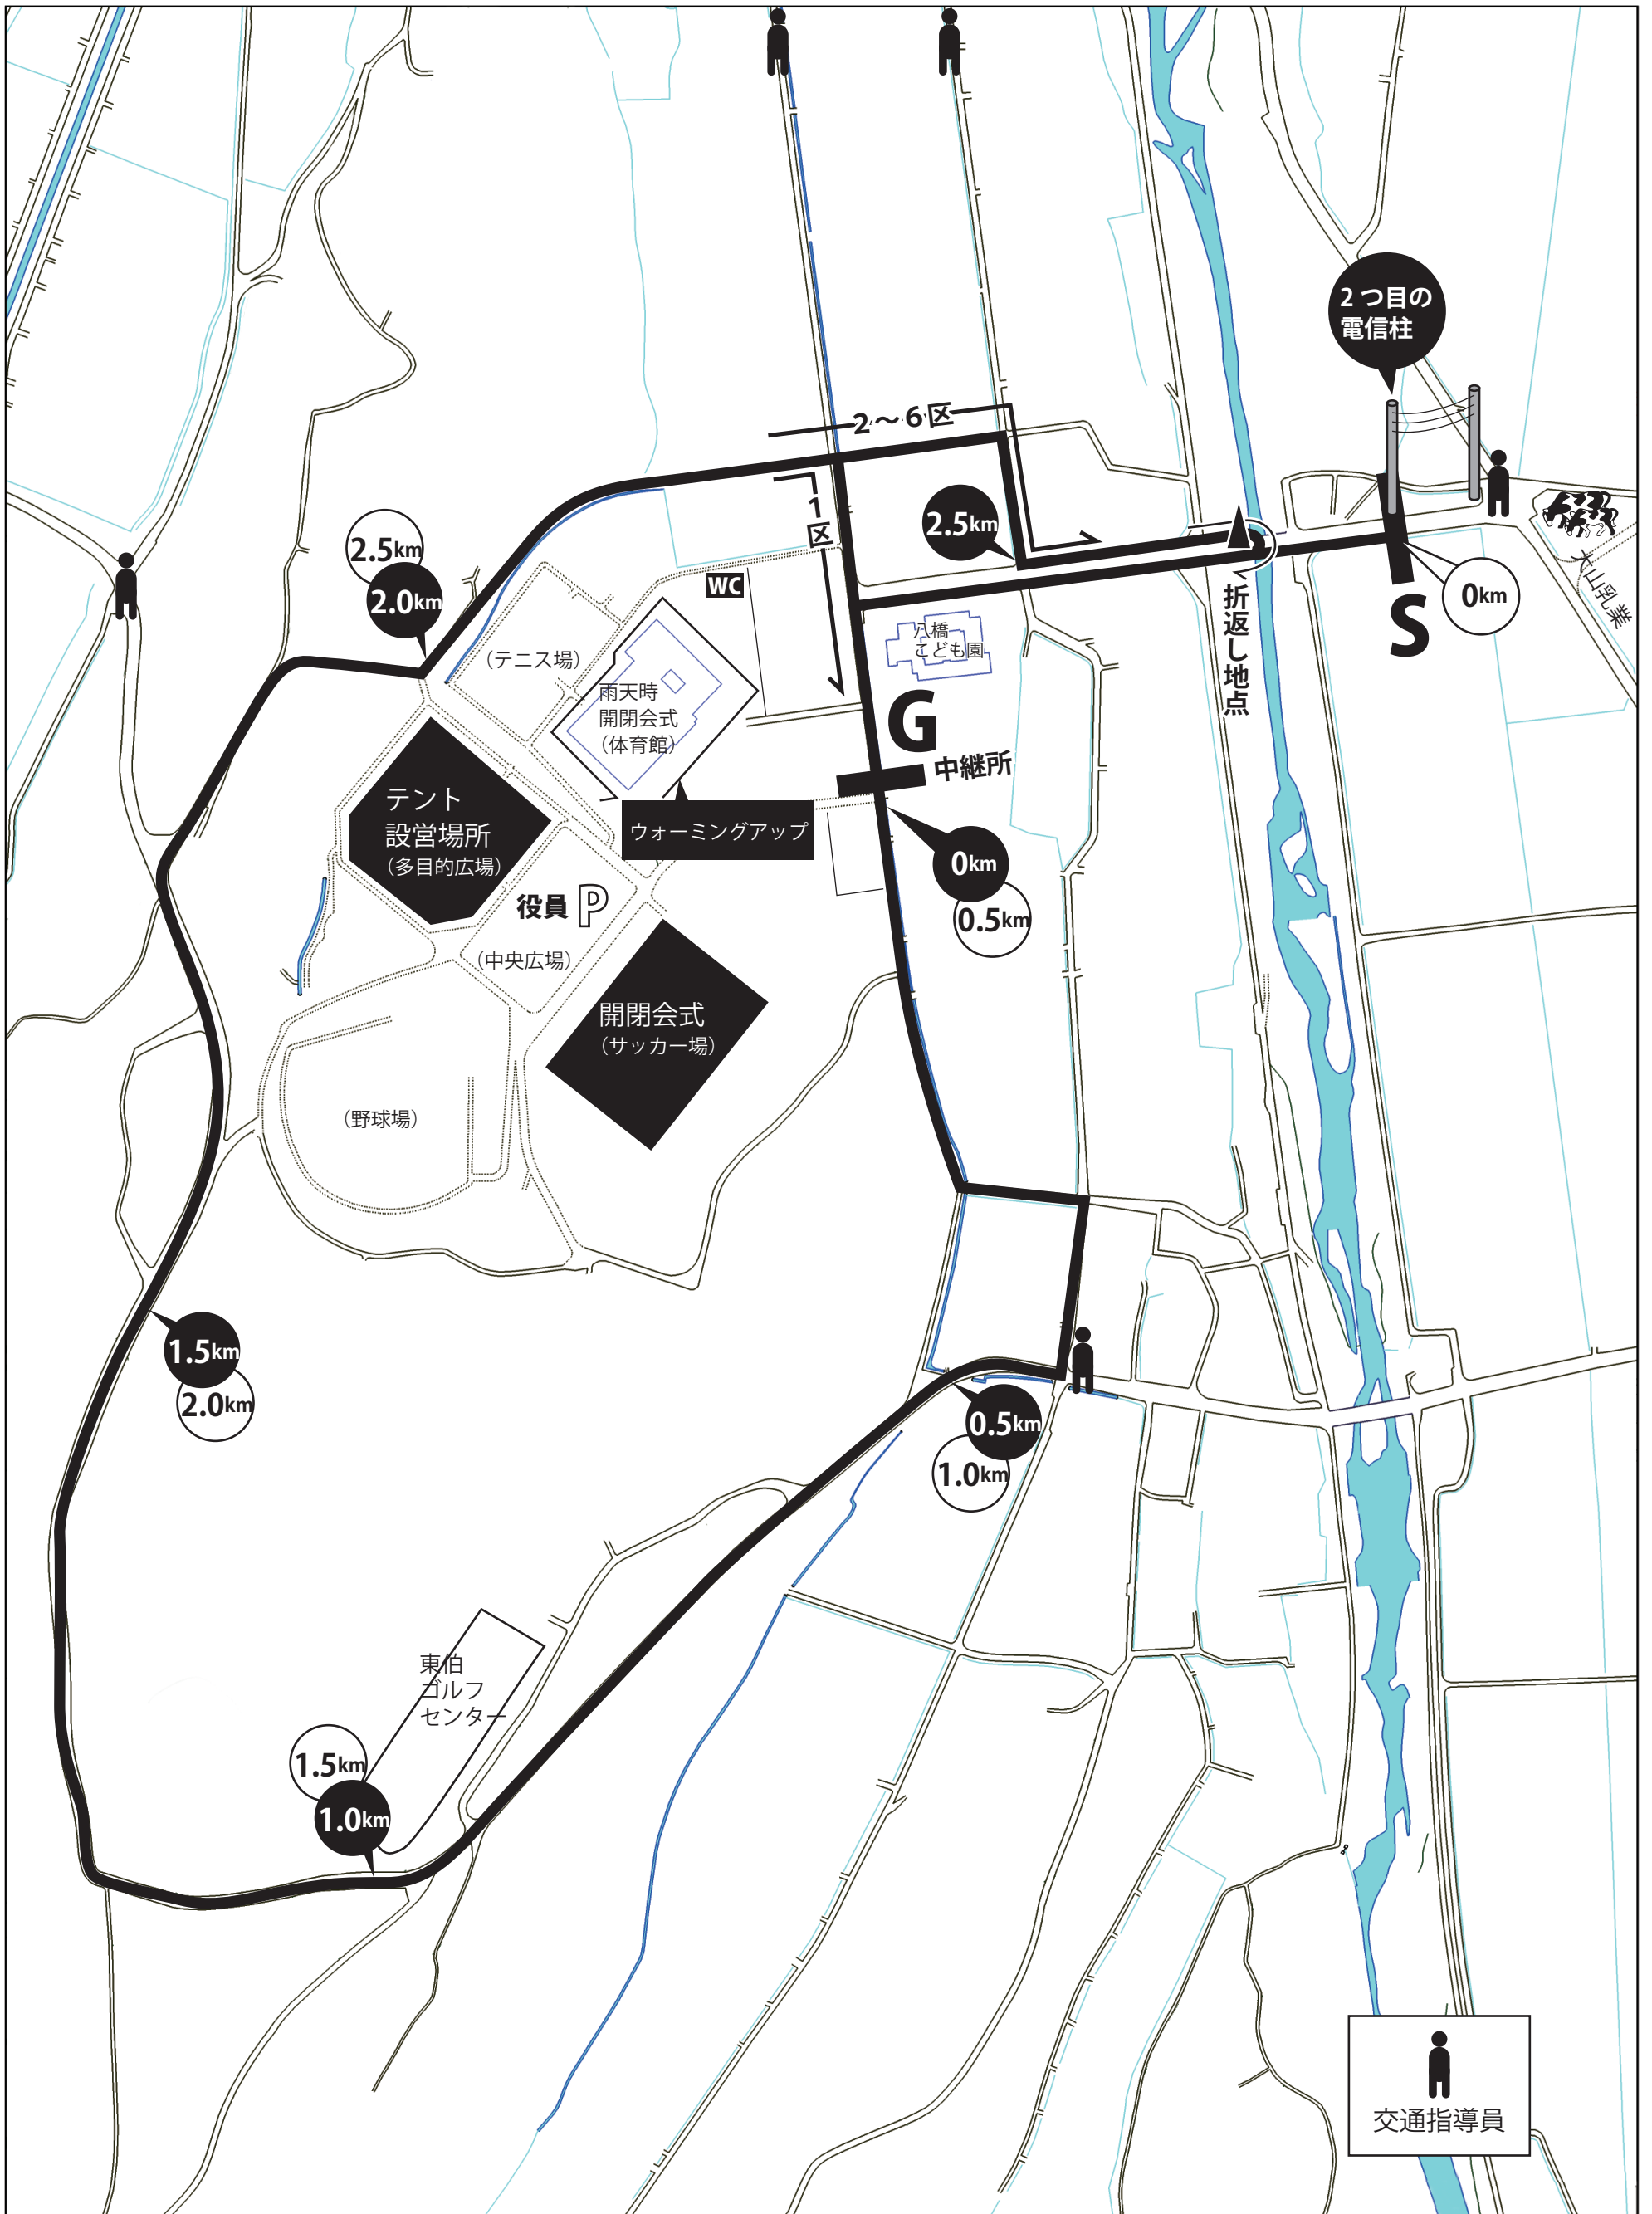 2つ目の
電信柱
2〜6区
1区
2.5km
2.5km
2.0km
WC
大山乳業
0km
S
折返し地点
八橋
こども園
(テニス場)
雨天時
開閉会式
(体育館)
G
中継所
テント
設営場所
(多目的広場)
ウォーミングアップ
0km
0.5km
役員 P
(中央広場)
開閉会式
(サッカー場)
(野球場)
1.5km
2.0km
0.5km
1.0km
東伯
ゴルフ
センター
1.5km
1.0km
交通指導員